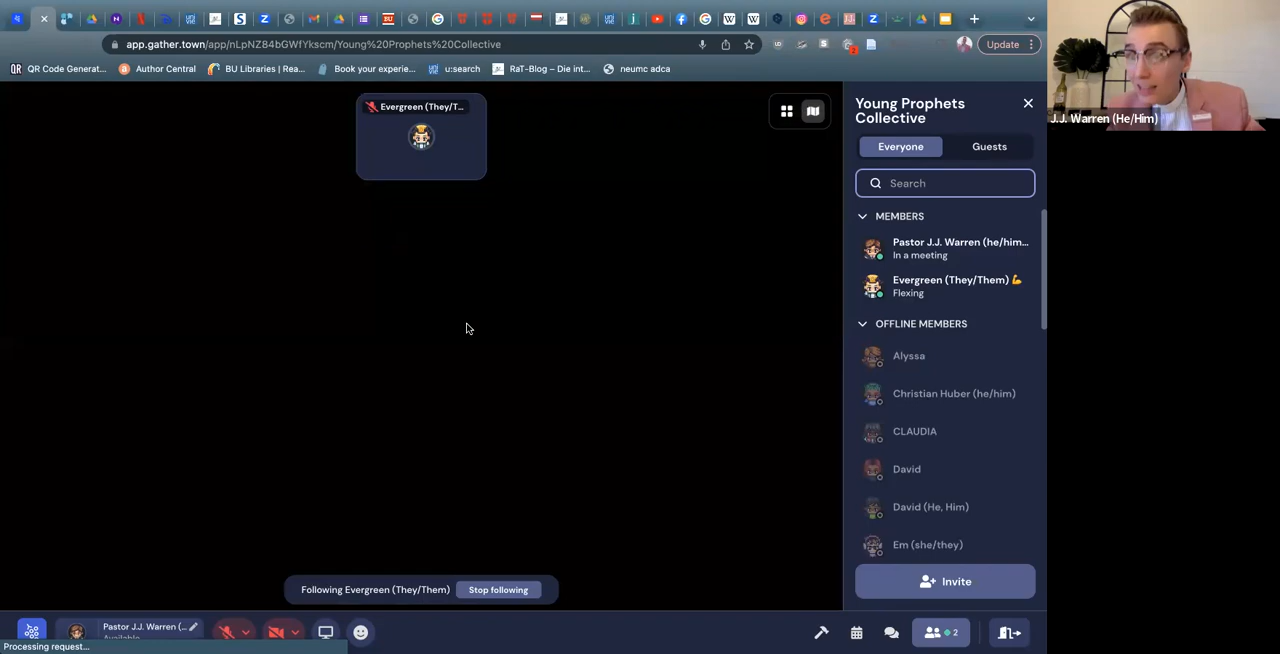 app.gather.town/app/nLpNZ84bGWfYkscm/Young%20Prophets%20Collective
Update
QR Code Generat...
Author Central
BU Libraries | Rea...
Book your experie...
u:search
RaT-Blog – Die int...
neumc adca
Evergreen (They/T...
Young Prophets
Collective
Everyone
Guests
Search
MEMBERS
Pastor J.J. Warren (he/him...
In a meeting
Evergreen (They/Them)
Flexing
OFFLINE MEMBERS
Alyssa
Christian Huber (he/him)
CLAUDIA
David
David (He, Him)
Em (she/they)
Invite
Following Evergreen (They/Them)
Stop following
Pastor J.J. Warren (...
Available
2
Processing request...
J.J. Warren (He/Him)